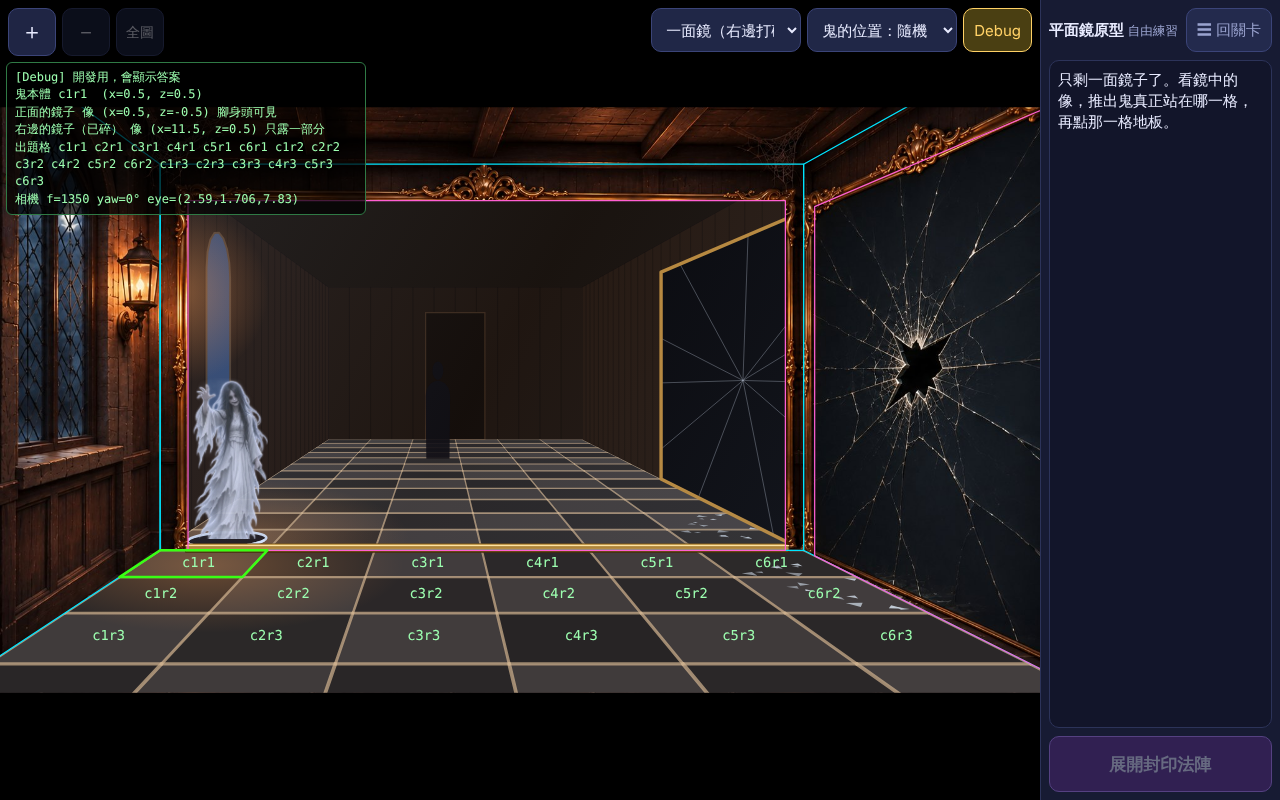 ＋
－
全圖
一面鏡（右邊打
鬼的位置：隨機
Debug
平面鏡原型 自由練習
☰ 回關卡
[Debug] 開發用，會顯示答案
鬼本體 c1r1 (x=0.5, z=0.5)
正面的鏡子 像 (x=0.5, z=-0.5) 腳身頭可見
右邊的鏡子（已碎） 像 (x=11.5, z=0.5) 只露一部分
出題格 c1r1 c2r1 c3r1 c4r1 c5r1 c6r1 c1r2 c2r2
c3r2 c4r2 c5r2 c6r2 c1r3 c2r3 c3r3 c4r3 c5r3
c6r3
相機 f=1350 yaw=0° eye=(2.59,1.706,7.83)
只剩一面鏡子了。看鏡中的
像，推出鬼真正站在哪一格，
再點那一格地板。
c1r1 c2r1 c3r1 c4r1 c5r1 c6r1
c1r2 c2r2 c3r2 c4r2 c5r2 c6r2
c1r3 c2r3 c3r3 c4r3 c5r3 c6r3
展開封印法陣